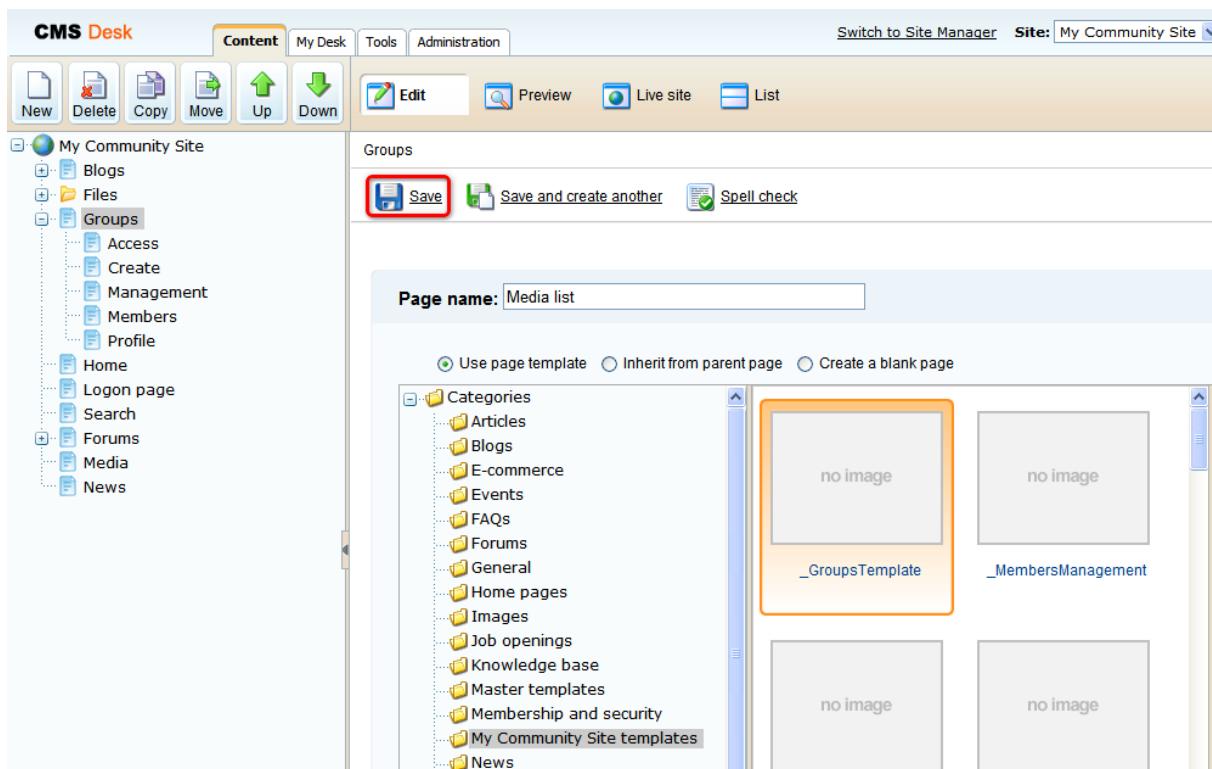 CMS Desk
Content
My Desk
Tools
Administration
Switch to Site Manager
Site:
My Community Site
New
Delete
Copy
Move
Up
Down
Edit
Preview
Live site
List
My Community Site
Blogs
Files
Groups
Access
Create
Management
Members
Profile
Home
Logon page
Search
Forums
Media
News
Groups
Save
Save and create another
Spell check
Page name:
Media list
Use page template
Inherit from parent page
Create a blank page
Categories
Articles
Blogs
E-commerce
Events
FAQs
Forums
General
Home pages
Images
Job openings
Knowledge base
Master templates
Membership and security
My Community Site templates
News
no image
no image
_GroupsTemplate
_MembersManagement
no image
no image